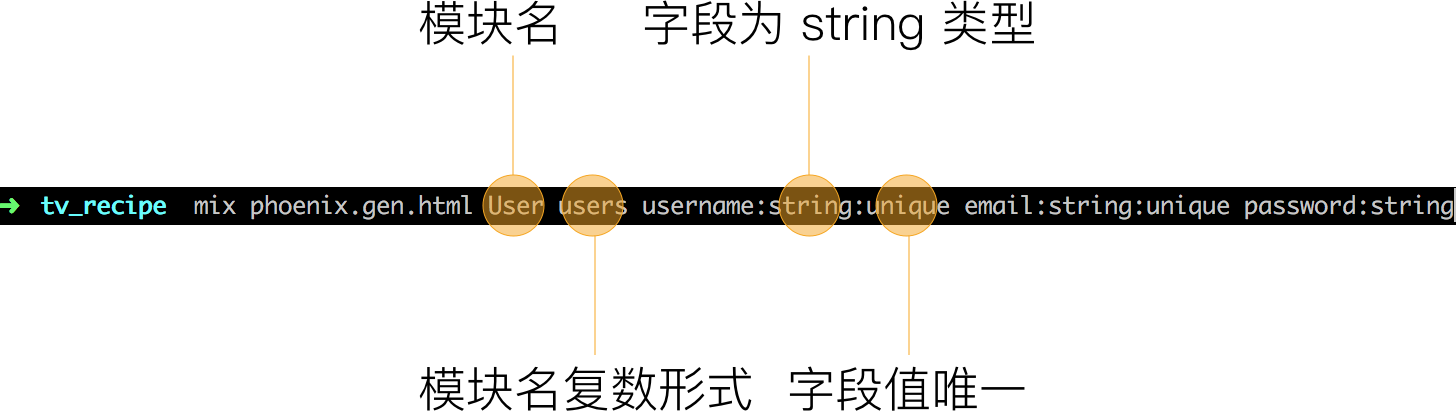 模块名 字段为 string 类型
➜ tv_recipe mix phoenix.gen.html User users username:string:unique email:string:unique password:string
模块名复数形式 字段值唯一